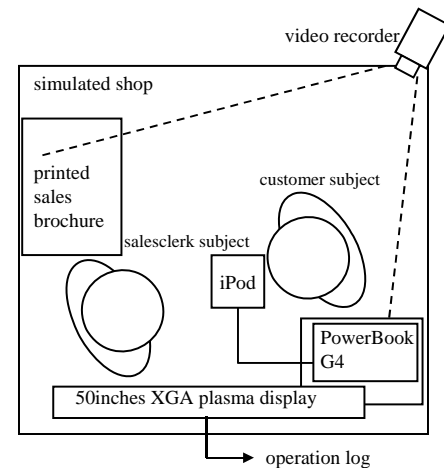 video recorder
simulated shop
printed
sales
brochure
customer subject
salesclerk subject
iPod
PowerBook
G4
50inches XGA plasma display
operation log